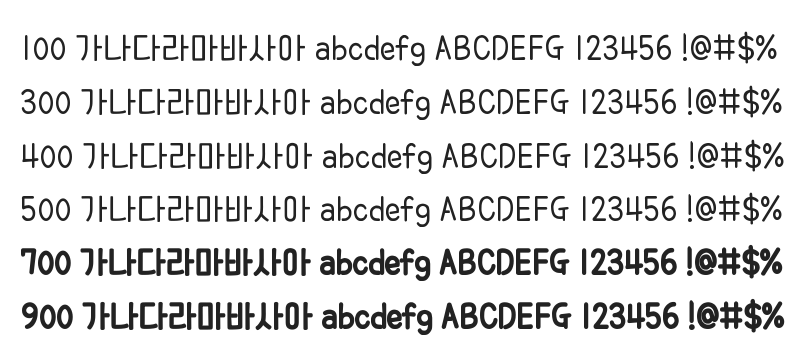 100 가나다라마바사아 abcdefg ABCDEFG 123456 !@#$%
300 가나다라마바사아 abcdefg ABCDEFG 123456 !@#$%
400 가나다라마바사아 abcdefg ABCDEFG 123456 !@#$%
500 가나다라마바사아 abcdefg ABCDEFG 123456 !@#$%
700 가나다라마바사아 abcdefg ABCDEFG 123456 !@#$%
900 가나다라마바사아 abcdefg ABCDEFG 123456 !@#$%